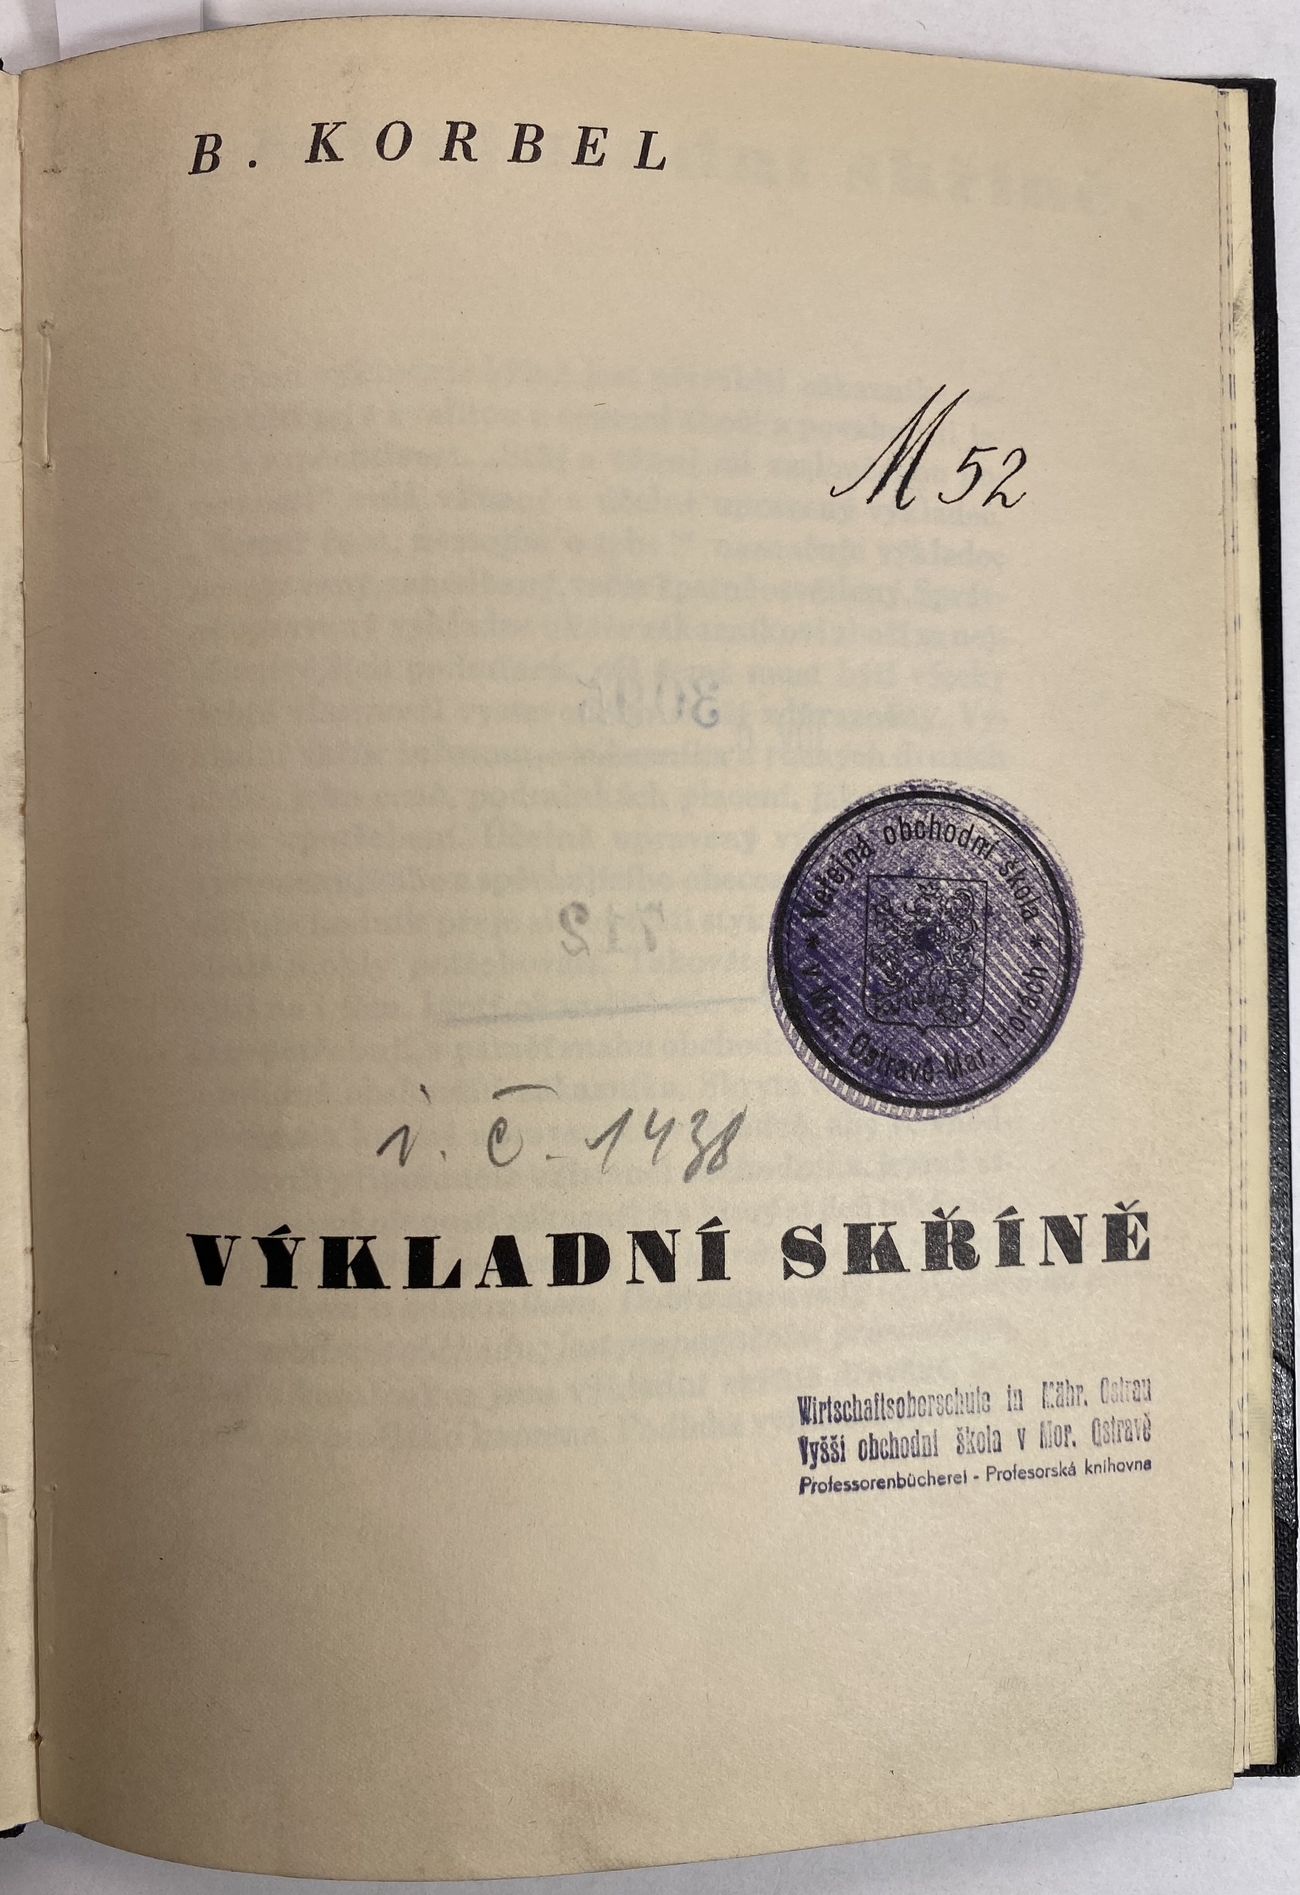 B. KORBEL
M 52
Veřejná obchodní škola
* v Mor. Ostravě-Mar. Horách *
i. č. 1438
VÝKLADNÍ SKŘÍNĚ
Wirtschaftsoberschule in Mähr. Ostrau
Vyšší obchodní škola v Mor. Ostravě
Professorenbücherei - Profesorská knihovna